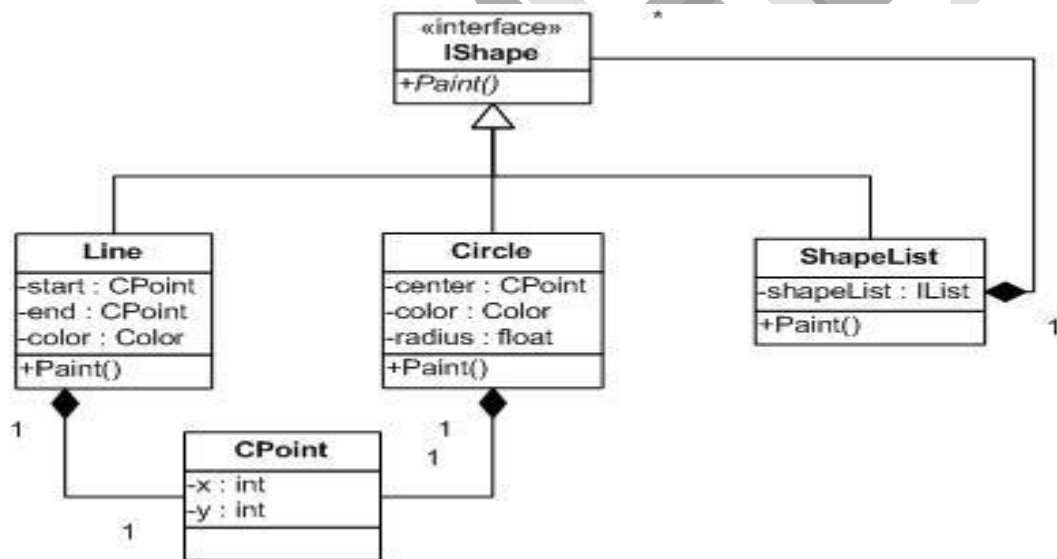 *
«interface»
IShape
+Paint()
Line
-start : CPoint
-end : CPoint
-color : Color
+Paint()
Circle
-center : CPoint
-color : Color
-radius : float
+Paint()
ShapeList
-shapeList : IList
+Paint()
1
1
1
1
CPoint
-x : int
-y : int
1